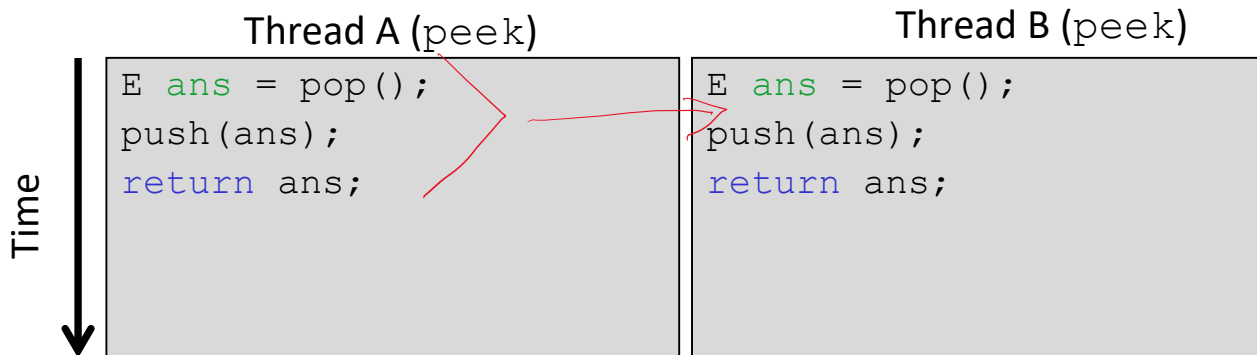 Thread A (peek)
Thread B (peek)
Time
E ans = pop();
push(ans);
return ans;
E ans = pop();
push(ans);
return ans;